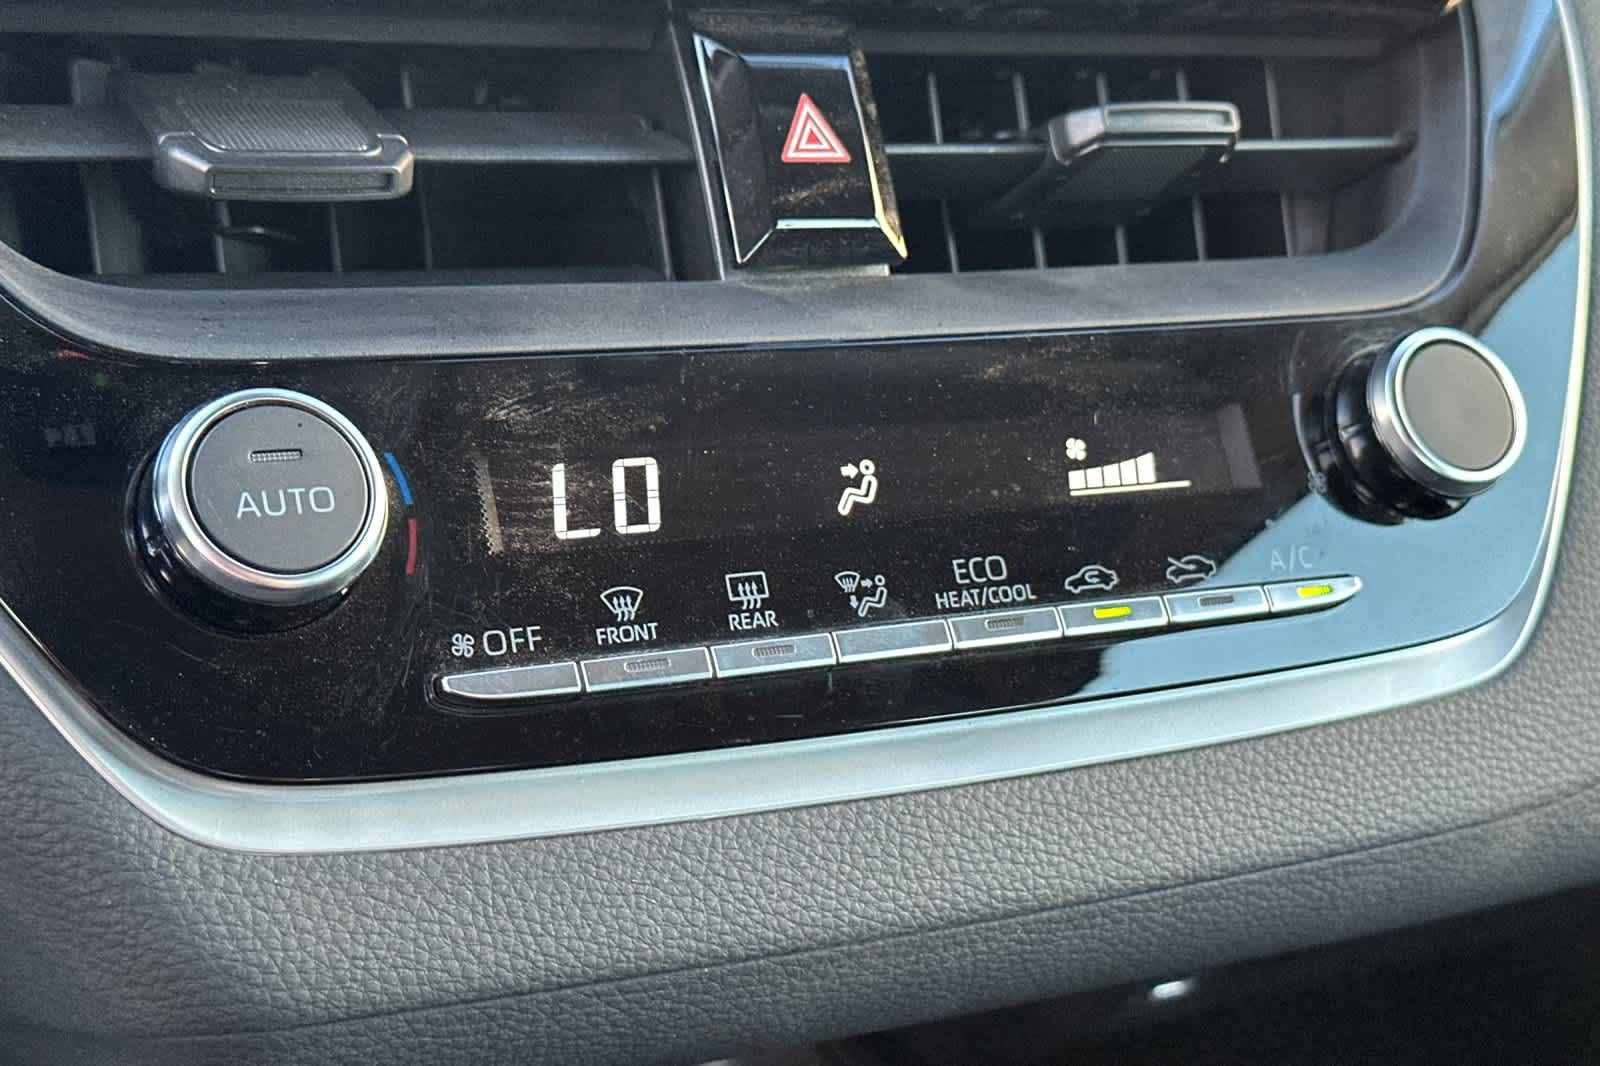 AUTO
LO
OFF
FRONT
REAR
ECO
HEAT/COOL
A/C